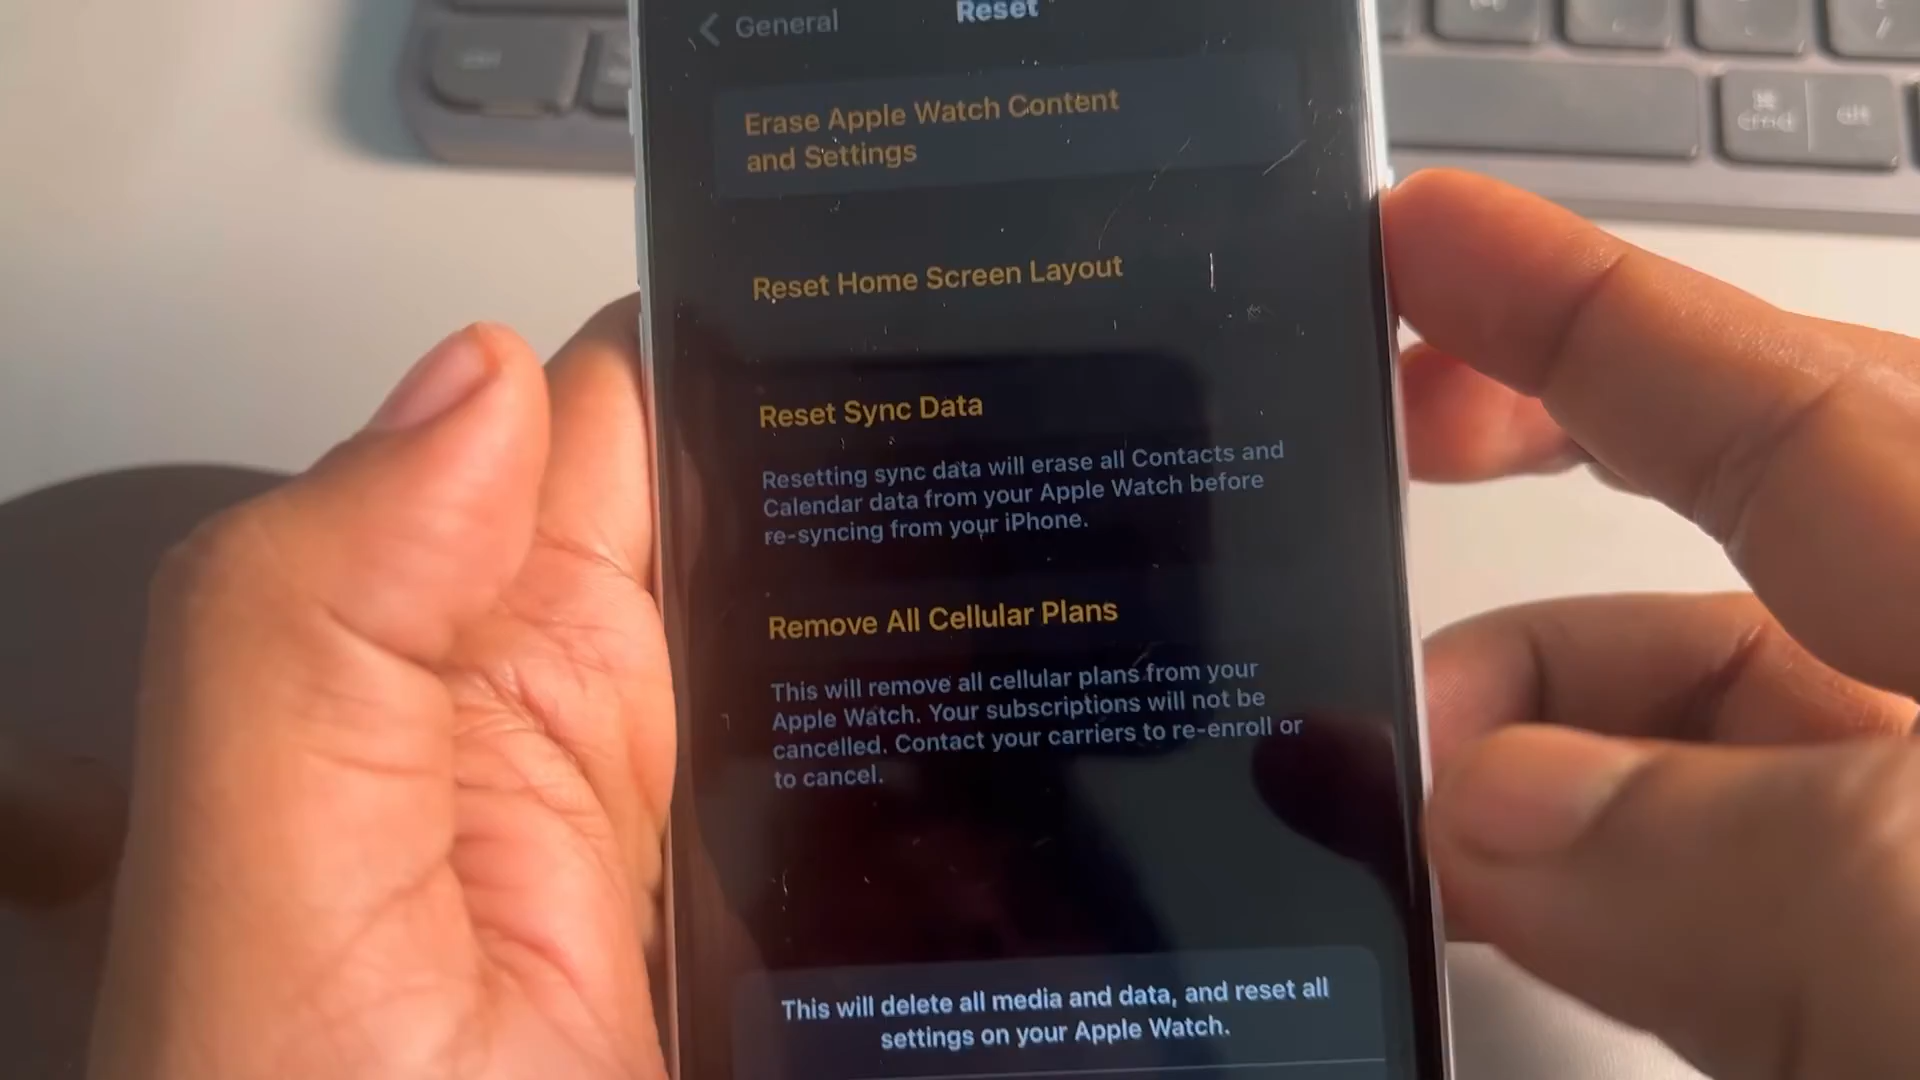 General
Reset
Erase Apple Watch Content
and Settings
Reset Home Screen Layout
Reset Sync Data
Resetting sync data will erase all Contacts and
Calendar data from your Apple Watch before
re-syncing from your iPhone.
Remove All Cellular Plans
This will remove all cellular plans from your
Apple Watch. Your subscriptions will not be
cancelled. Contact your carriers to re-enroll or
to cancel.
This will delete all media and data, and reset all
settings on your Apple Watch.
⌘
cmd
alt